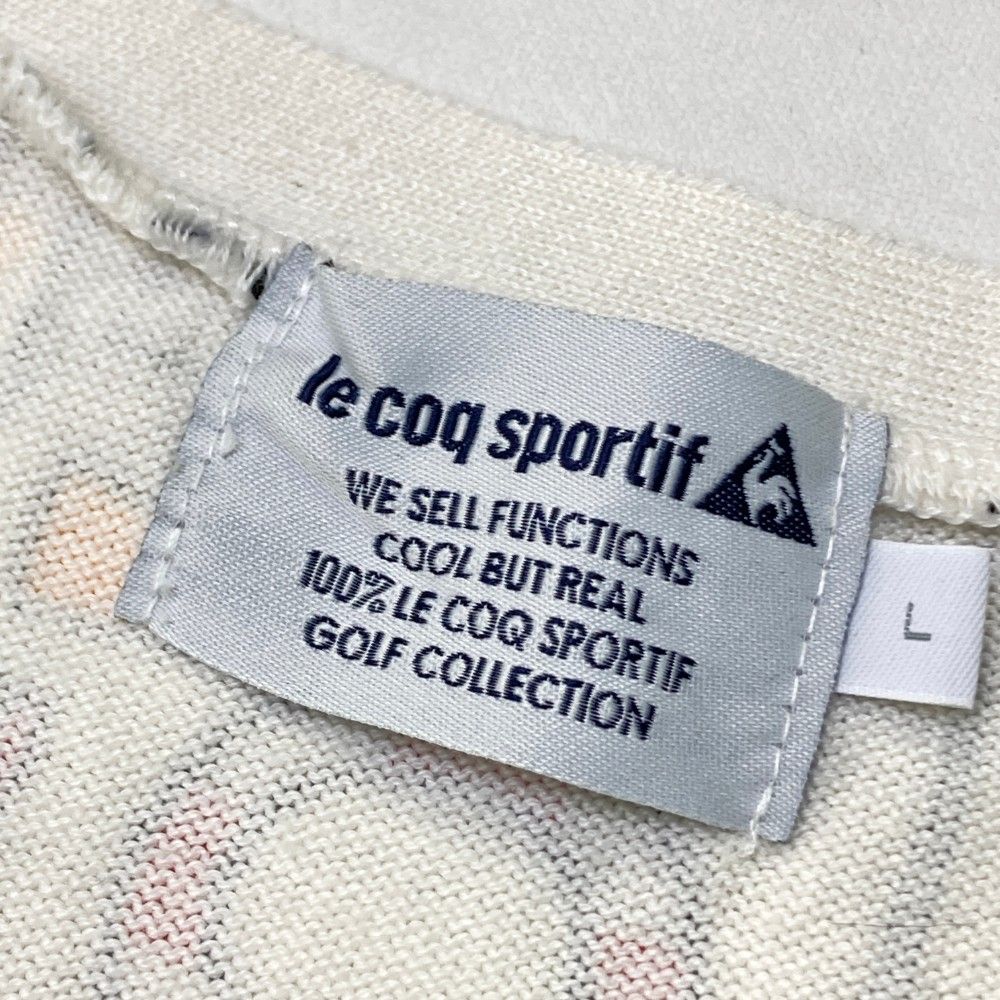 le coq sportif
WE SELL FUNCTIONS
COOL BUT REAL
100% LE COQ SPORTIF
GOLF COLLECTION
L